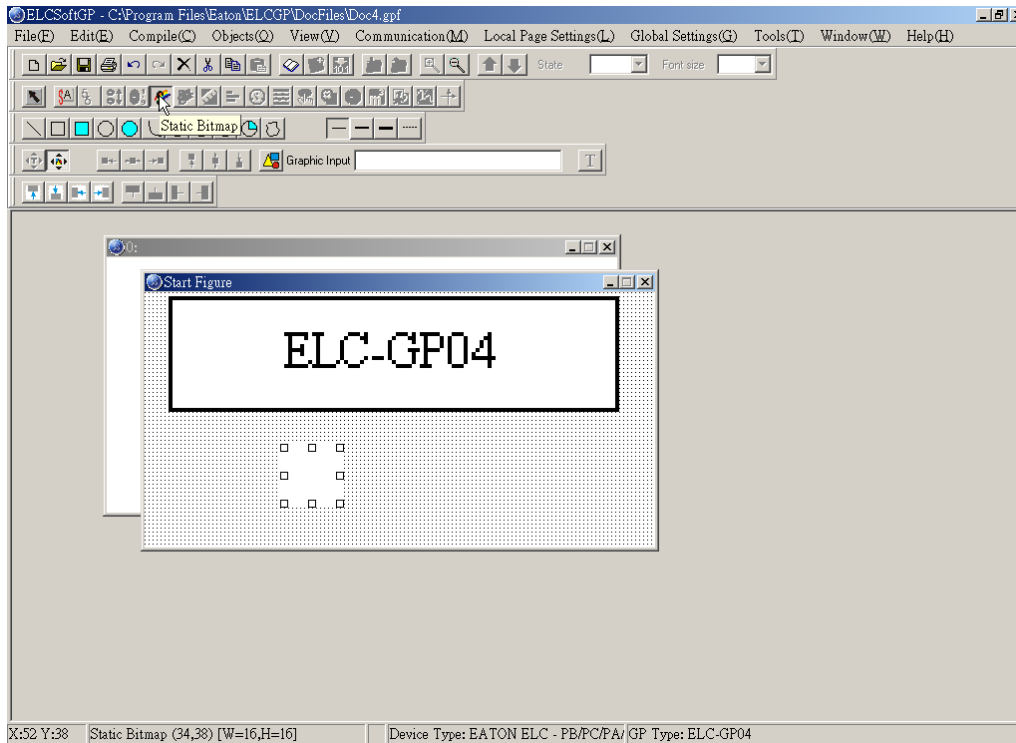 ELCSoftGP - C:\Program Files\Eaton\ELCGP\DocFiles\Doc4.gpf
File(F) Edit(E) Compile(C) Objects(O) View(V) Communication(M) Local Page Settings(L) Global Settings(G) Tools(T) Window(W) Help(H)
State Font size
Static Bitmap
Graphic Input T
0:
Start Figure
ELC-GP04
X:52 Y:38 Static Bitmap (34,38) [W=16,H=16] Device Type: EATON ELC - PB/PC/PA/ GP Type: ELC-GP04